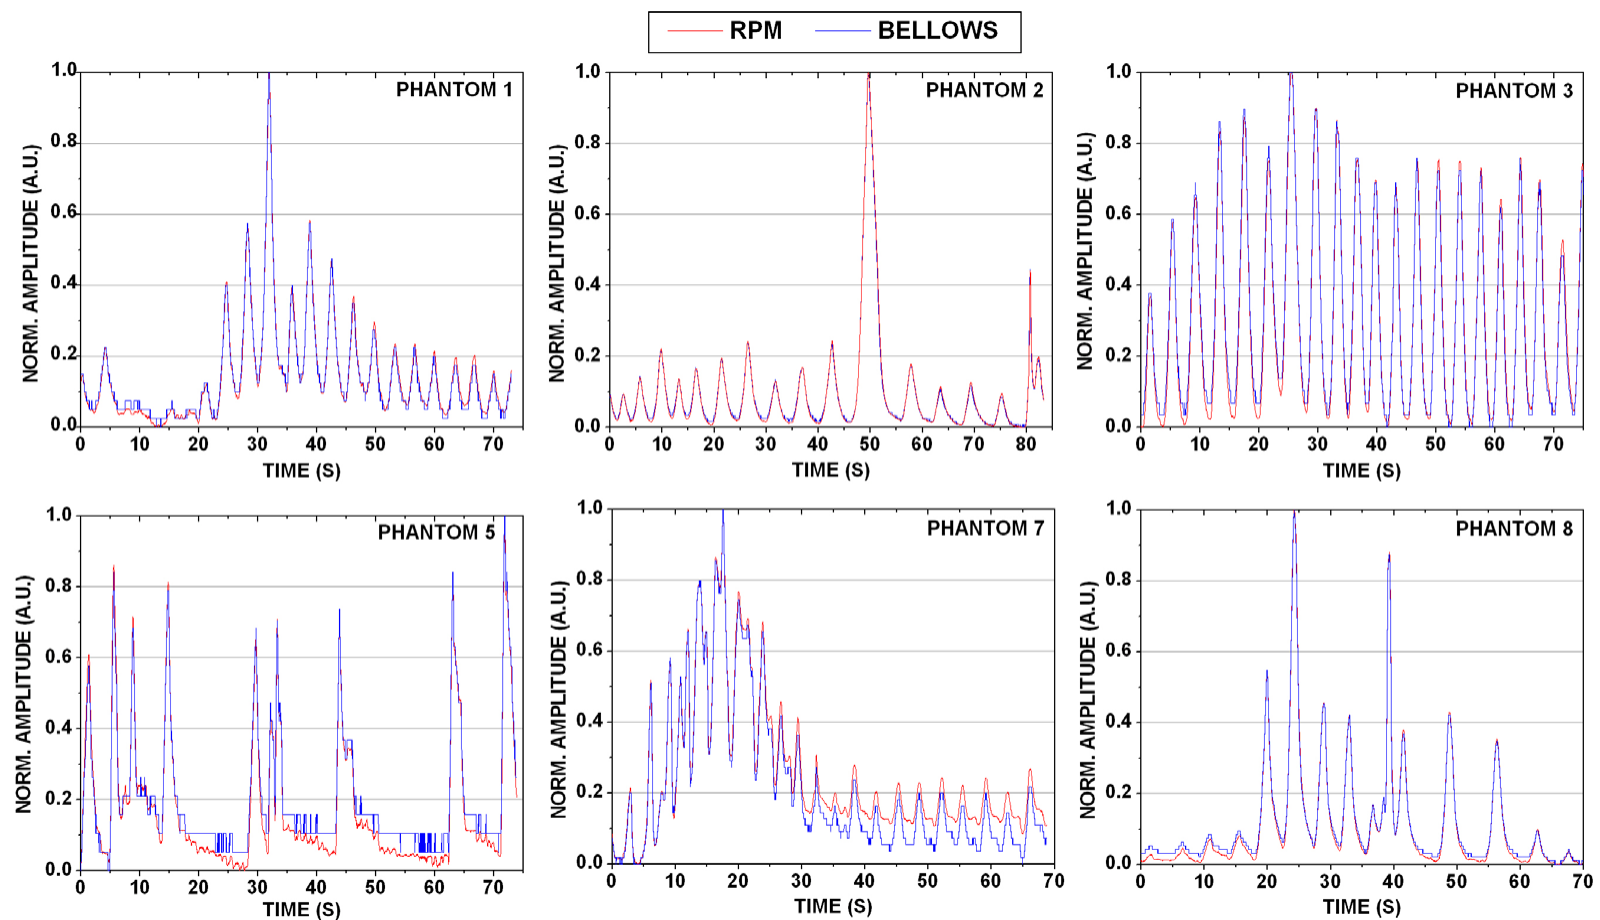 RPM BELLOWS
PHANTOM 1
1.0
0.8
0.6
0.4
0.2
0.0
NORM. AMPLITUDE (A.U.)
0 10 20 30 40 50 60 70
TIME (S)
PHANTOM 2
1.0
0.8
0.6
0.4
0.2
0.0
NORM. AMPLITUDE (A.U.)
0 10 20 30 40 50 60 70 80
TIME (S)
PHANTOM 3
1.0
0.8
0.6
0.4
0.2
0.0
NORM. AMPLITUDE (A.U.)
0 10 20 30 40 50 60 70
TIME (S)
PHANTOM 5
1.0
0.8
0.6
0.4
0.2
0.0
NORM. AMPLITUDE (A.U.)
0 10 20 30 40 50 60 70
TIME (S)
PHANTOM 7
1.0
0.8
0.6
0.4
0.2
0.0
NORM. AMPLITUDE (A.U.)
0 10 20 30 40 50 60 70
TIME (S)
PHANTOM 8
1.0
0.8
0.6
0.4
0.2
0.0
NORM. AMPLITUDE (A.U.)
0 10 20 30 40 50 60 70
TIME (S)